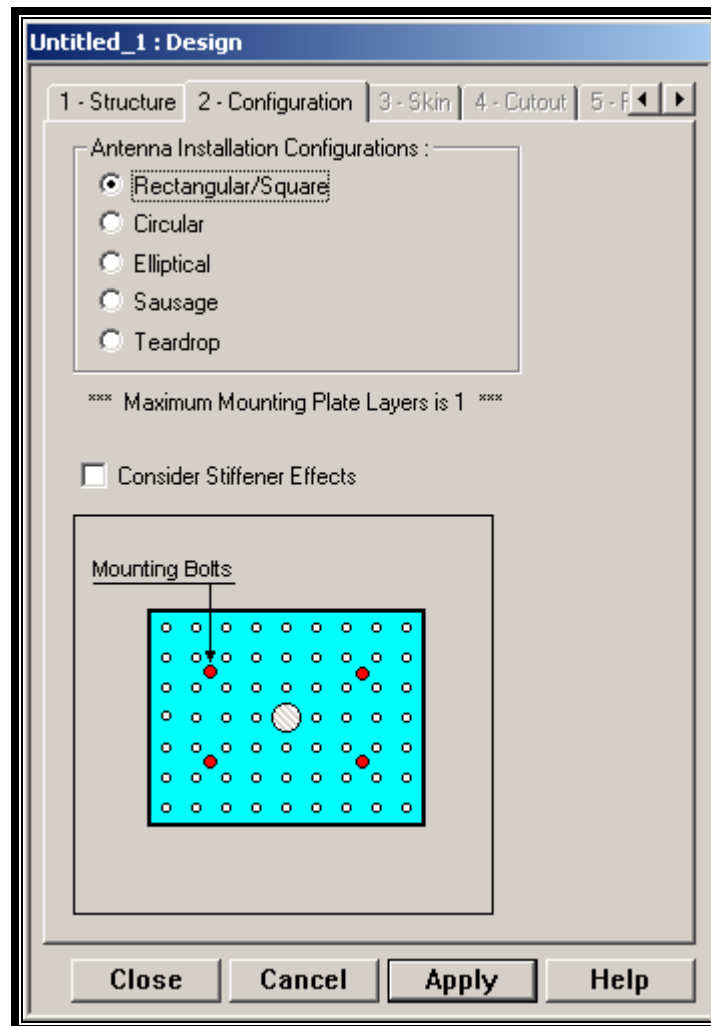 Untitled_1 : Design
1 - Structure 2 - Configuration 3 - Skin 4 - Cutout 5 -
Antenna Installation Configurations :
Rectangular/Square
Circular
Elliptical
Sausage
Teardrop
*** Maximum Mounting Plate Layers is 1 ***
Consider Stiffener Effects
Mounting Bolts
Close Cancel Apply Help